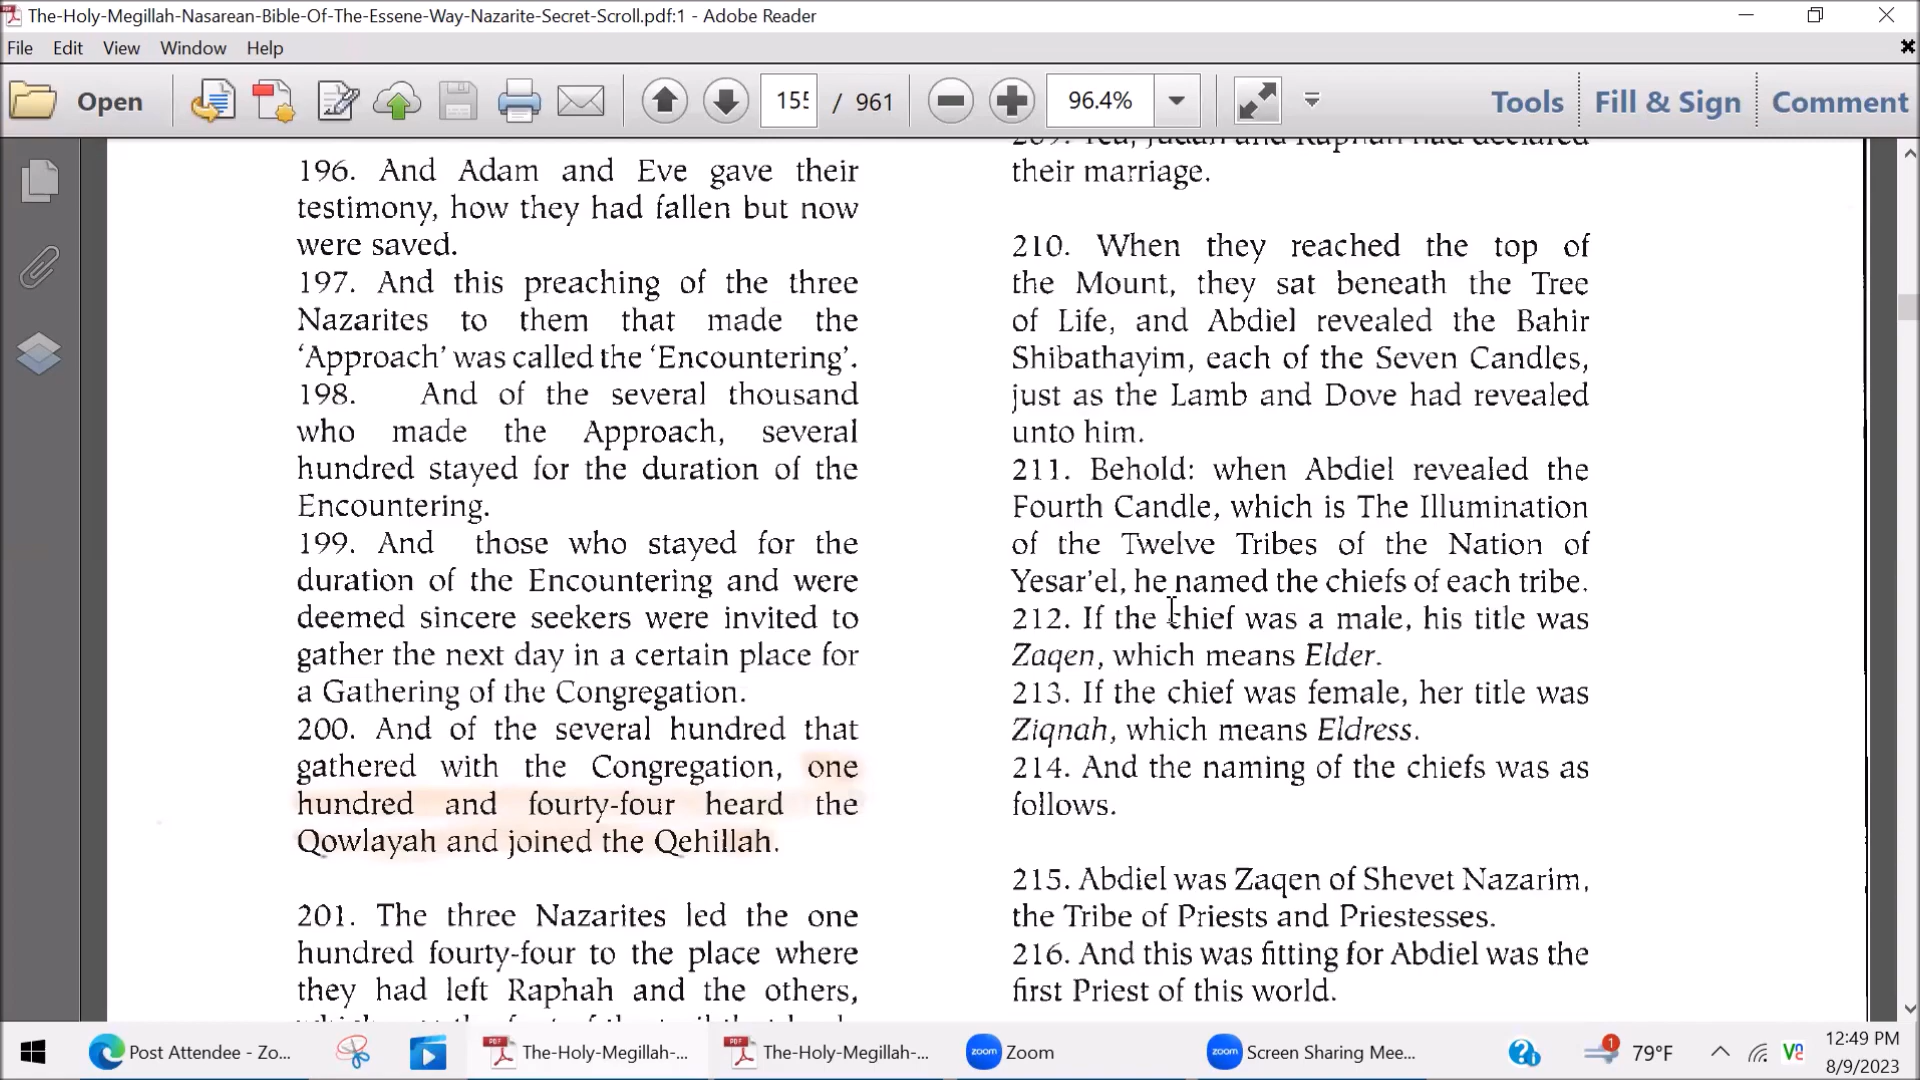 The-Holy-Megillah-Nasarean-Bible-Of-The-Essene-Way-Nazarite-Secret-Scroll.pdf:1 - Adobe Reader
File Edit View Window Help
Open 155 / 961 96.4% Tools Fill & Sign Comment
196. And Adam and Eve gave their
testimony, how they had fallen but now
were saved.
197. And this preaching of the three
Nazarites to them that made the
‘Approach’ was called the ‘Encountering’.
198. And of the several thousand
who made the Approach, several
hundred stayed for the duration of the
Encountering.
199. And those who stayed for the
duration of the Encountering and were
deemed sincere seekers were invited to
gather the next day in a certain place for
a Gathering of the Congregation.
200. And of the several hundred that
gathered with the Congregation, one
hundred and fourty-four heard the
Qowlayah and joined the Qehillah.
201. The three Nazarites led the one
hundred fourty-four to the place where
they had left Raphah and the others,
209. Yea, Judah and Raphah had declared
their marriage.
210. When they reached the top of
the Mount, they sat beneath the Tree
of Life, and Abdiel revealed the Bahir
Shibathayim, each of the Seven Candles,
just as the Lamb and Dove had revealed
unto him.
211. Behold: when Abdiel revealed the
Fourth Candle, which is The Illumination
of the Twelve Tribes of the Nation of
Yesar’el, he named the chiefs of each tribe.
212. If the chief was a male, his title was
Zaqen, which means Elder.
213. If the chief was female, her title was
Ziqnah, which means Eldress.
214. And the naming of the chiefs was as
follows.
215. Abdiel was Zaqen of Shevet Nazarim,
the Tribe of Priests and Priestesses.
216. And this was fitting for Abdiel was the
first Priest of this world.
Post Attendee - Zo... The-Holy-Megillah-... The-Holy-Megillah-... Zoom Screen Sharing Mee... 1 79°F 12:49 PM
8/9/2023